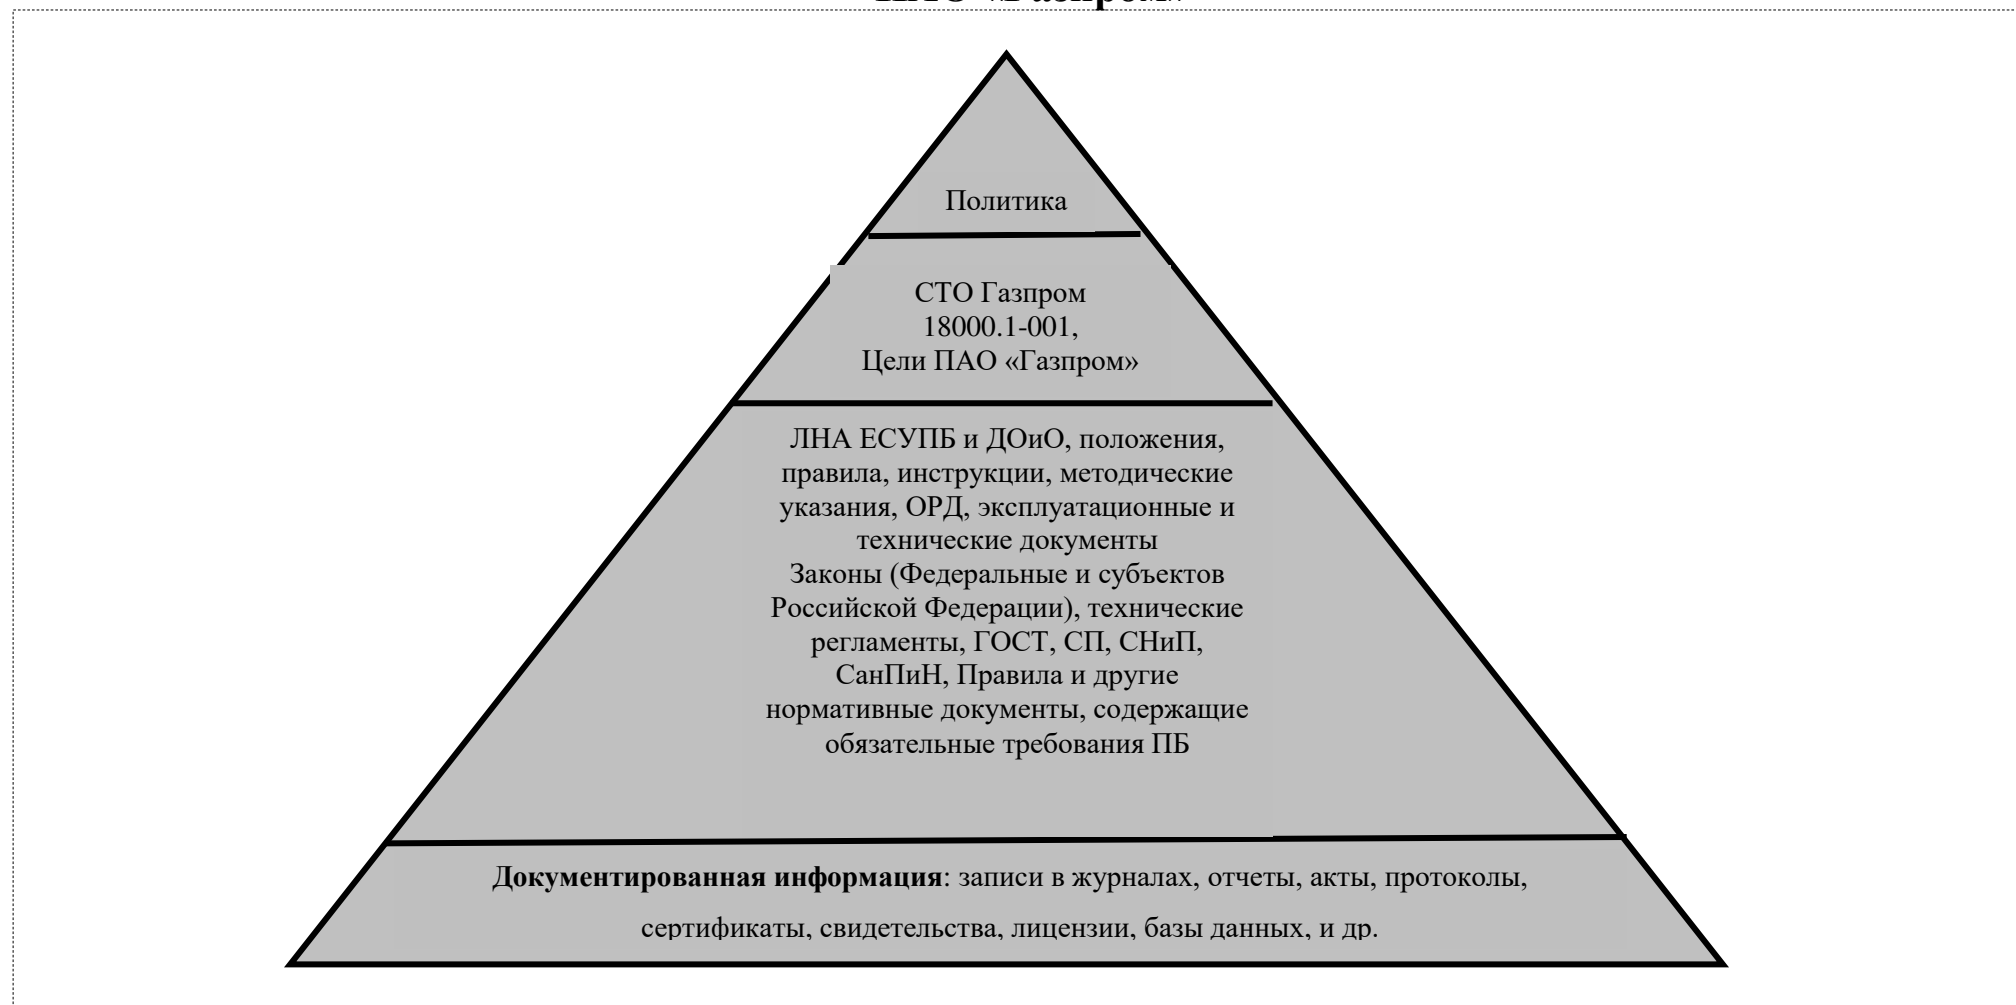 ПАО «Газпром»
Политика
СТО Газпром
18000.1-001,
Цели ПАО «Газпром»
ЛНА ЕСУПБ и ДОиО, положения,
правила, инструкции, методические
указания, ОРД, эксплуатационные и
технические документы
Законы (Федеральные и субъектов
Российской Федерации), технические
регламенты, ГОСТ, СП, СНиП,
СанПиН, Правила и другие
нормативные документы, содержащие
обязательные требования ПБ
Документированная информация: записи в журналах, отчеты, акты, протоколы,
сертификаты, свидетельства, лицензии, базы данных, и др.